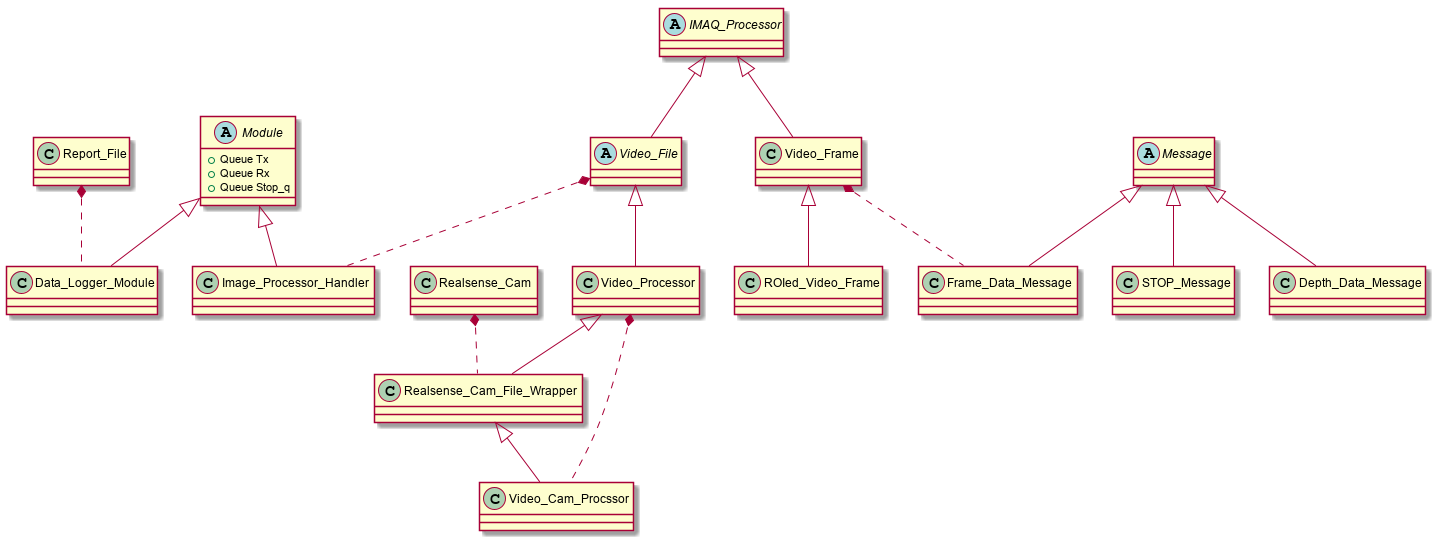 A IMAQ_Processor
C Report_File
A Module
Queue Tx
Queue Rx
Queue Stop_q
A Video_File
C Video_Frame
A Message
C Data_Logger_Module
C Image_Processor_Handler
C Realsense_Cam
C Video_Processor
C ROIed_Video_Frame
C Frame_Data_Message
C STOP_Message
C Depth_Data_Message
C Realsense_Cam_File_Wrapper
C Video_Cam_Procssor